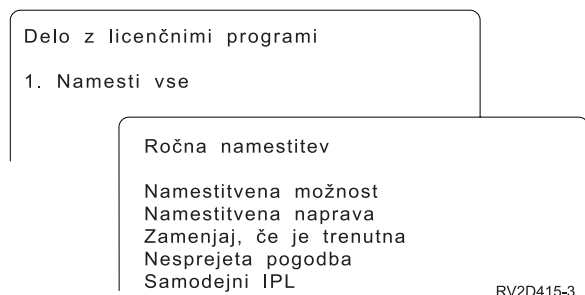 Delo z licenčnimi programi
1. Namesti vse
Ročna namestitev
Namestitvena možnost
Namestitvena naprava
Zamenjaj, če je trenutna
Nesprejeta pogodba
Samodejni IPL
RV2D415-3